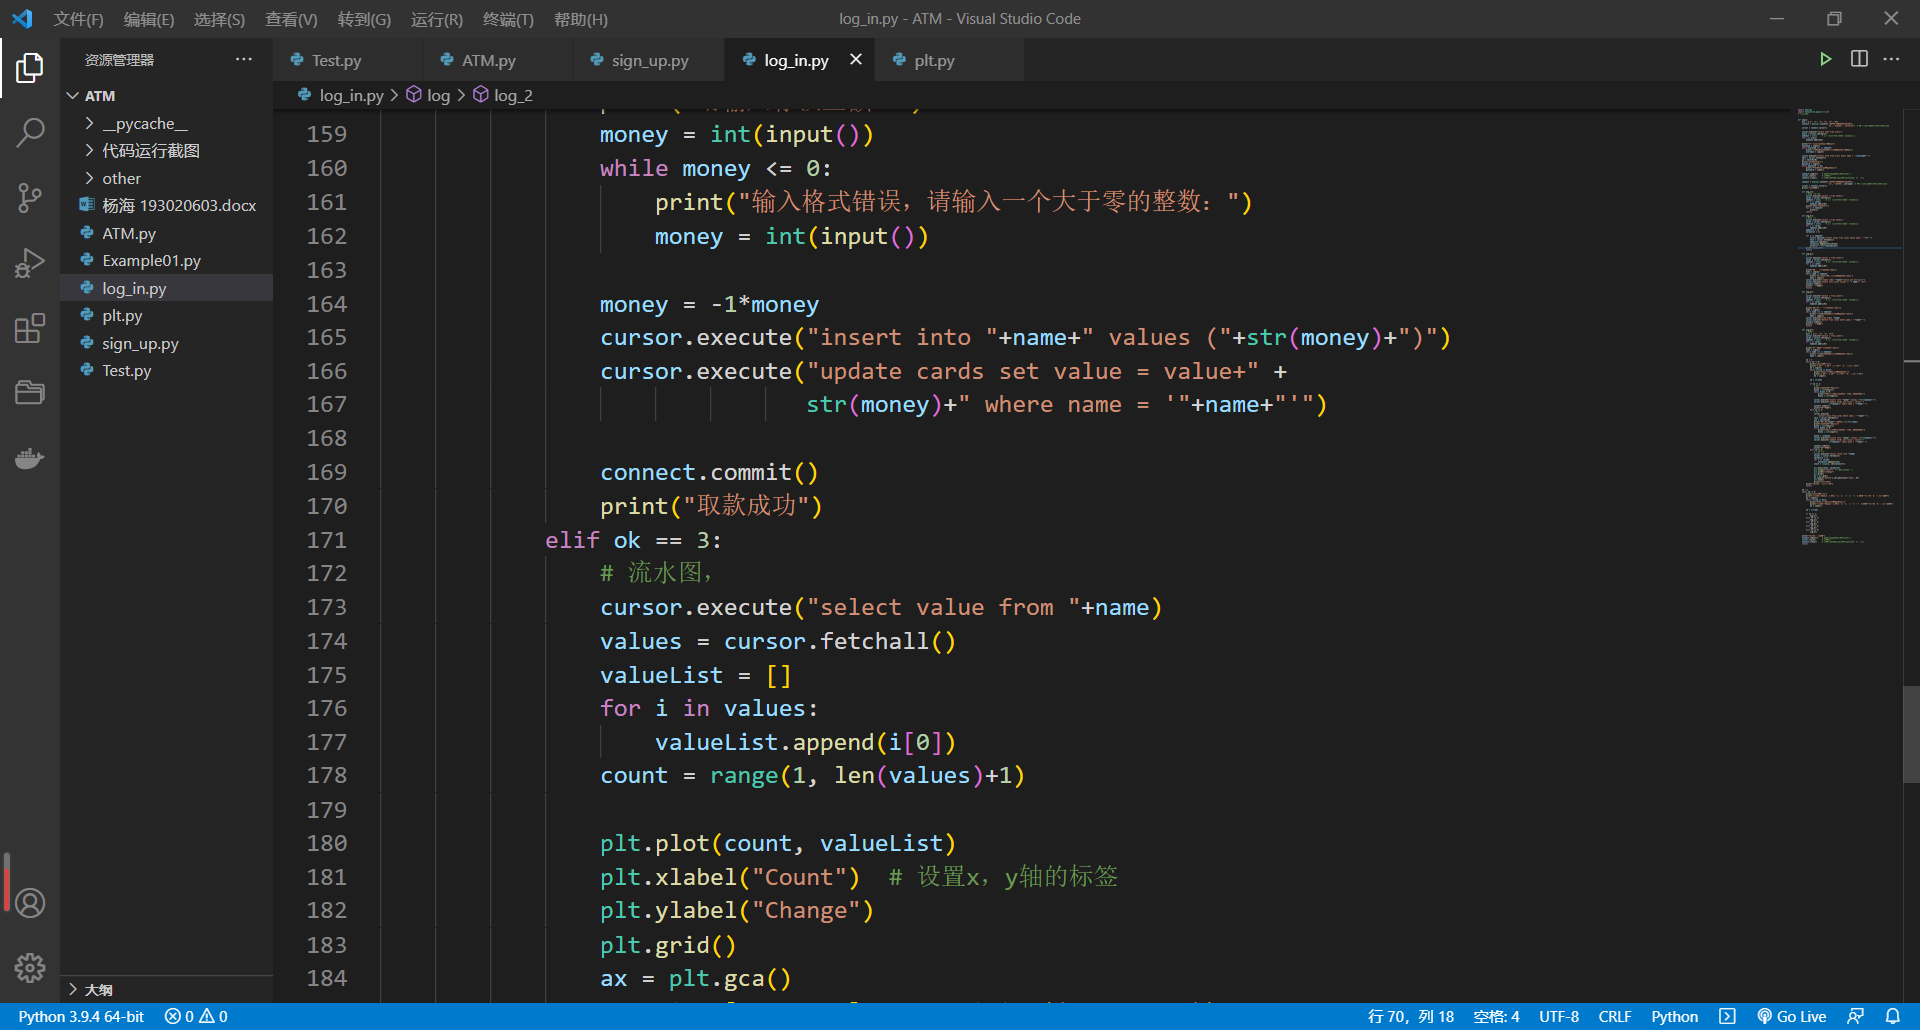 文件(F) 编辑(E) 选择(S) 查看(V) 转到(G) 运行(R) 终端(T) 帮助(H)
log_in.py - ATM - Visual Studio Code
资源管理器
ATM
__pycache__
代码运行截图
other
杨海 193020603.docx
ATM.py
Example01.py
log_in.py
plt.py
sign_up.py
Test.py
大纲
Test.py ATM.py sign_up.py log_in.py plt.py
log_in.py > log > log_2
159 money = int(input())
160 while money <= 0:
161 print("输入格式错误，请输入一个大于零的整数：")
162 money = int(input())
163
164 money = -1*money
165 cursor.execute("insert into "+name+" values ("+str(money)+")")
166 cursor.execute("update cards set value = value+" +
167 str(money)+" where name = '"+name+"'")
168
169 connect.commit()
170 print("取款成功")
171 elif ok == 3:
172 # 流水图，
173 cursor.execute("select value from "+name)
174 values = cursor.fetchall()
175 valueList = []
176 for i in values:
177 valueList.append(i[0])
178 count = range(1, len(values)+1)
179
180 plt.plot(count, valueList)
181 plt.xlabel("Count")  # 设置x，y轴的标签
182 plt.ylabel("Change")
183 plt.grid()
184 ax = plt.gca()
Python 3.9.4 64-bit 0 0 行 70，列 18 空格: 4 UTF-8 CRLF Python Go Live